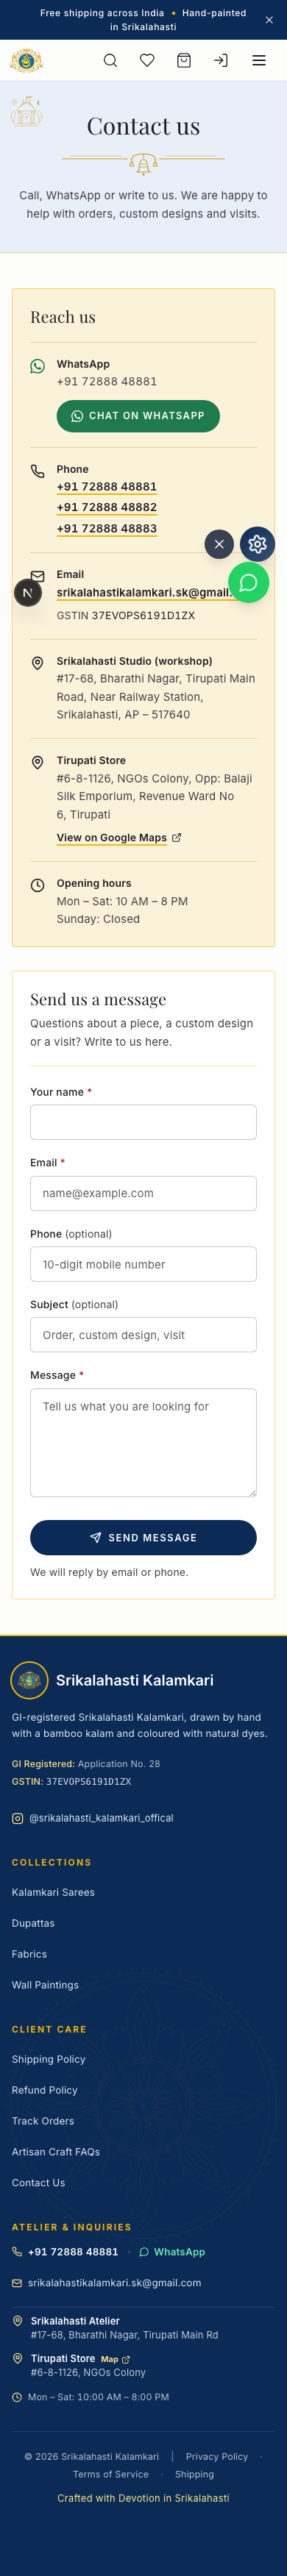 Free shipping across India • Hand-painted
in Srikalahasti
Contact us
Call, WhatsApp or write to us. We are happy to
help with orders, custom designs and visits.
Reach us
WhatsApp
+91 72888 48881
CHAT ON WHATSAPP
Phone
+91 72888 48881
+91 72888 48882
+91 72888 48883
Email
srikalahastikalamkari.sk@gmail.
N
GSTIN 37EVOPS6191D1ZX
Srikalahasti Studio (workshop)
#17-68, Bharathi Nagar, Tirupati Main
Road, Near Railway Station,
Srikalahasti, AP – 517640
Tirupati Store
#6-8-1126, NGOs Colony, Opp: Balaji
Silk Emporium, Revenue Ward No
6, Tirupati
View on Google Maps
Opening hours
Mon – Sat: 10 AM – 8 PM
Sunday: Closed
Send us a message
Questions about a piece, a custom design
or a visit? Write to us here.
Your name *
Email *
name@example.com
Phone (optional)
10-digit mobile number
Subject (optional)
Order, custom design, visit
Message *
Tell us what you are looking for
SEND MESSAGE
We will reply by email or phone.
Srikalahasti Kalamkari
GI-registered Srikalahasti Kalamkari, drawn by hand
with a bamboo kalam and coloured with natural dyes.
GI Registered: Application No. 28
GSTIN: 37EVOPS6191D1ZX
@srikalahasti_kalamkari_offical
COLLECTIONS
Kalamkari Sarees
Dupattas
Fabrics
Wall Paintings
CLIENT CARE
Shipping Policy
Refund Policy
Track Orders
Artisan Craft FAQs
Contact Us
ATELIER & INQUIRIES
+91 72888 48881 · WhatsApp
srikalahastikalamkari.sk@gmail.com
Srikalahasti Atelier
#17-68, Bharathi Nagar, Tirupati Main Rd
Tirupati Store Map
#6-8-1126, NGOs Colony
Mon – Sat: 10:00 AM – 8:00 PM
© 2026 Srikalahasti Kalamkari | Privacy Policy ·
Terms of Service · Shipping
Crafted with Devotion in Srikalahasti